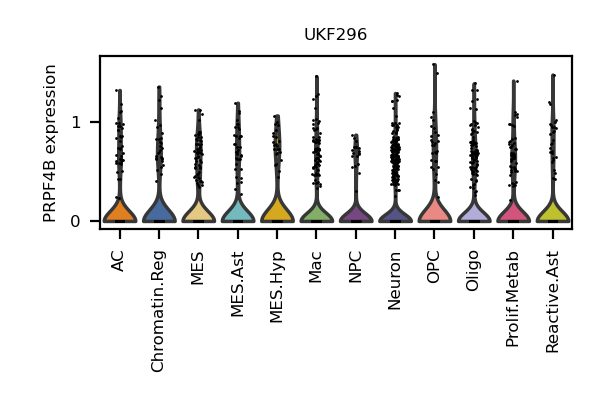 UKF296
PRPF4B expression
1
0
AC
Chromatin.Reg
MES
MES.Ast
MES.Hyp
Mac
NPC
Neuron
OPC
Oligo
Prolif.Metab
Reactive.Ast